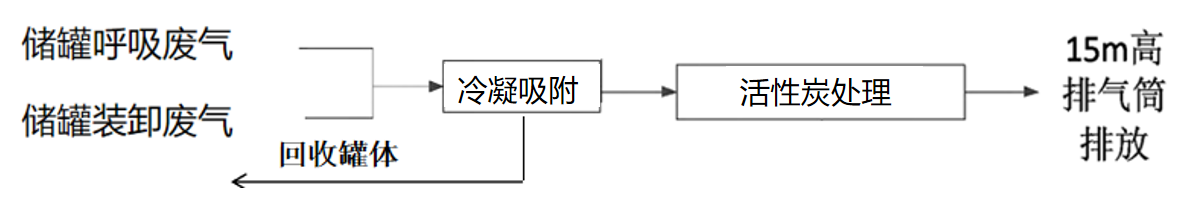 储罐呼吸废气
储罐装卸废气
回收罐体
冷凝吸附
活性炭处理
15m高
排气筒
排放